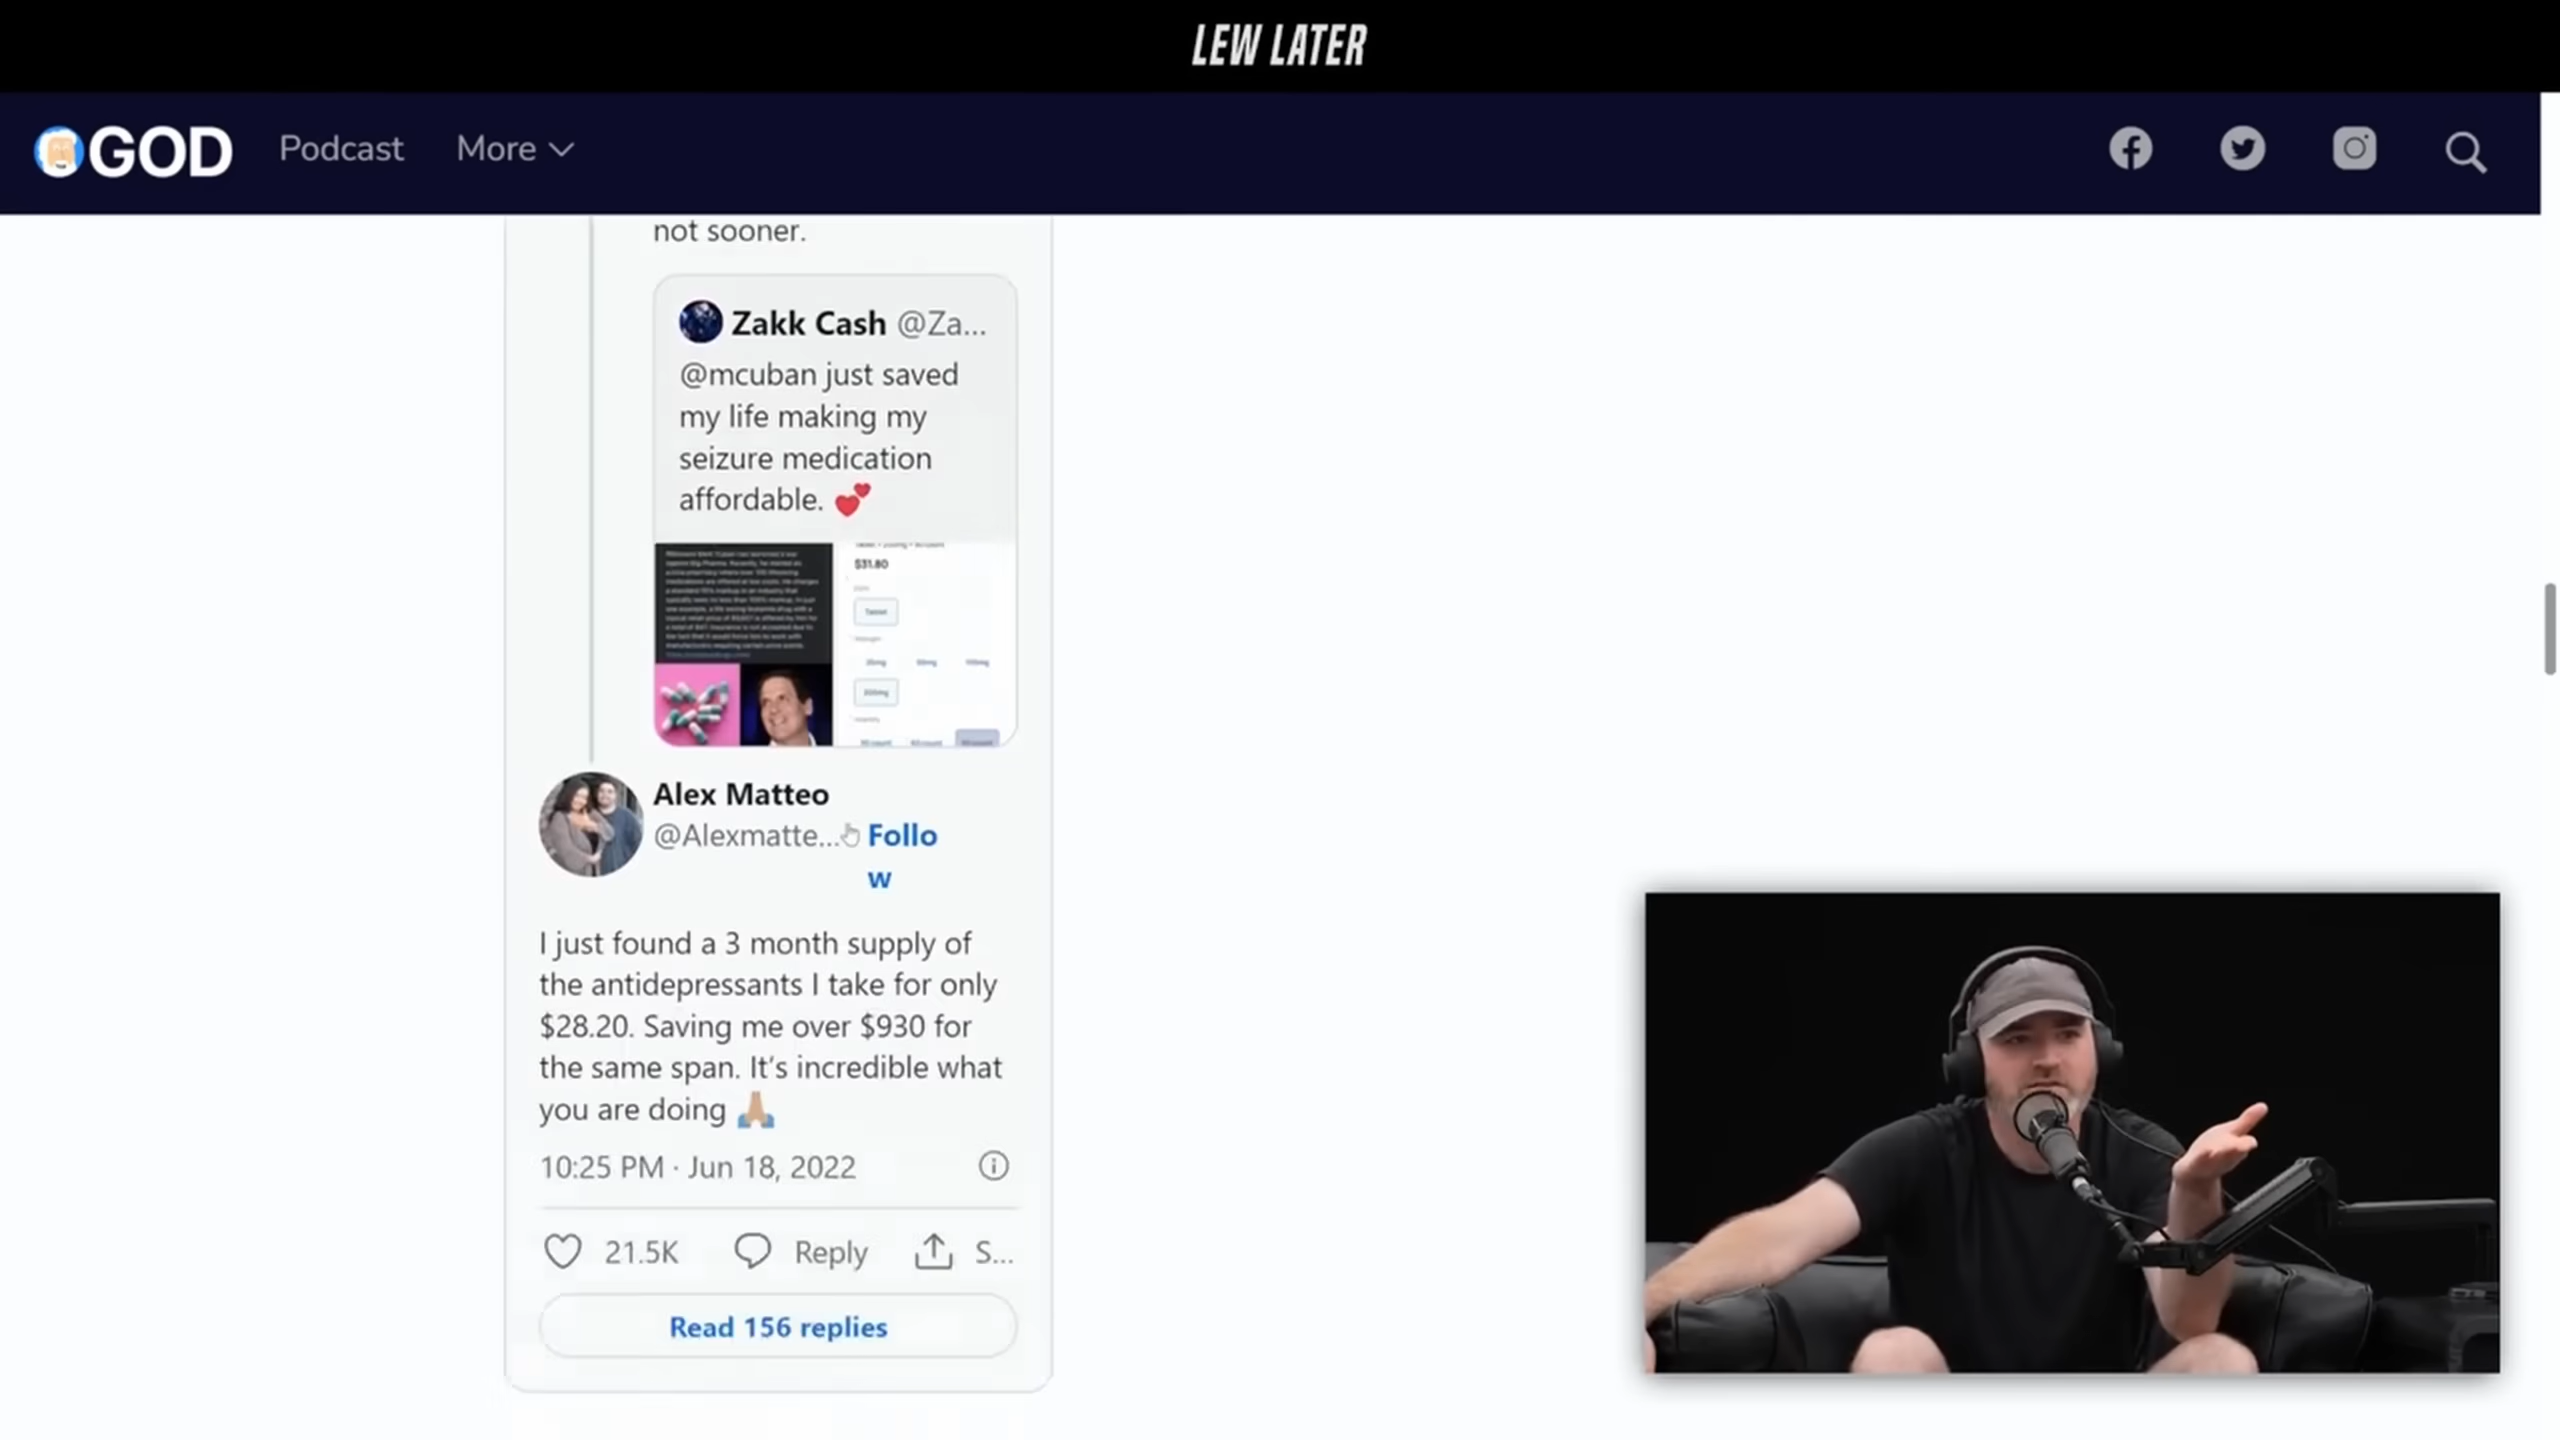 LEW LATER
GOD Podcast More
not sooner.
Zakk Cash @Za...
@mcuban just saved
my life making my
seizure medication
affordable. 💕
$31.80
Tablet
Alex Matteo
@Alexmatte... Follo
w
I just found a 3 month supply of
the antidepressants I take for only
$28.20. Saving me over $930 for
the same span. It's incredible what
you are doing 🙏🏼
10:25 PM · Jun 18, 2022
21.5K Reply S...
Read 156 replies